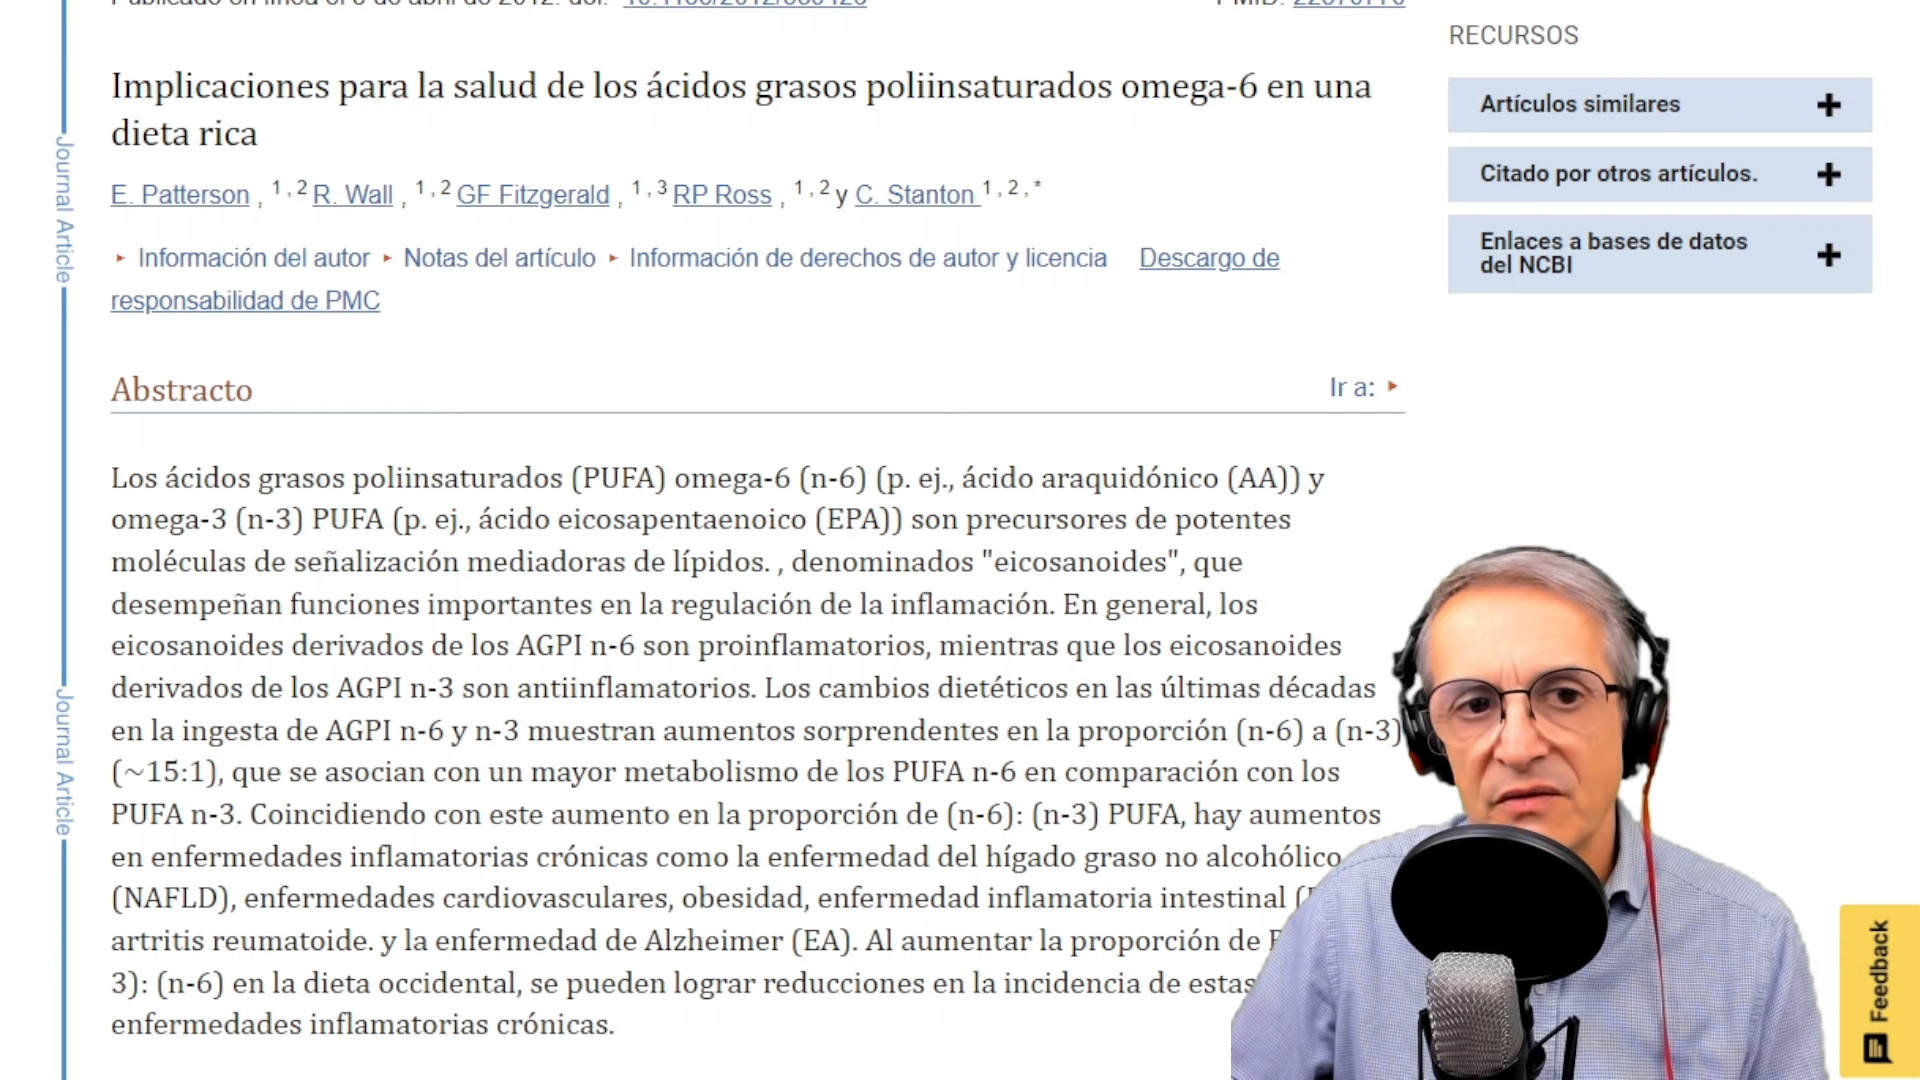 Publicado en línea el 5 de abril de 2012. doi:
PMID:
RECURSOS
Implicaciones para la salud de los ácidos grasos poliinsaturados omega-6 en una
dieta rica
E. Patterson , 1 , 2 R. Wall , 1 , 2 GF Fitzgerald , 1 , 3 RP Ross , 1 , 2 y C. Stanton 1 , 2 , *
‣ Información del autor ‣ Notas del artículo ‣ Información de derechos de autor y licencia Descargo de
responsabilidad de PMC
Artículos similares +
Citado por otros artículos. +
Enlaces a bases de datos
del NCBI +
Journal Article
Abstracto Ir a: ‣
Los ácidos grasos poliinsaturados (PUFA) omega-6 (n-6) (p. ej., ácido araquidónico (AA)) y
omega-3 (n-3) PUFA (p. ej., ácido eicosapentaenoico (EPA)) son precursores de potentes
moléculas de señalización mediadoras de lípidos. , denominados "eicosanoides", que
desempeñan funciones importantes en la regulación de la inflamación. En general, los
eicosanoides derivados de los AGPI n-6 son proinflamatorios, mientras que los eicosanoides
derivados de los AGPI n-3 son antiinflamatorios. Los cambios dietéticos en las últimas décadas
en la ingesta de AGPI n-6 y n-3 muestran aumentos sorprendentes en la proporción (n-6) a (n-3)
(~15:1), que se asocian con un mayor metabolismo de los PUFA n-6 en comparación con los
PUFA n-3. Coincidiendo con este aumento en la proporción de (n-6): (n-3) PUFA, hay aumentos
en enfermedades inflamatorias crónicas como la enfermedad del hígado graso no alcohólico
(NAFLD), enfermedades cardiovasculares, obesidad, enfermedad inflamatoria intestinal (
artritis reumatoide. y la enfermedad de Alzheimer (EA). Al aumentar la proporción de
3): (n-6) en la dieta occidental, se pueden lograr reducciones en la incidencia de estas
enfermedades inflamatorias crónicas.
Journal Article
Feedback